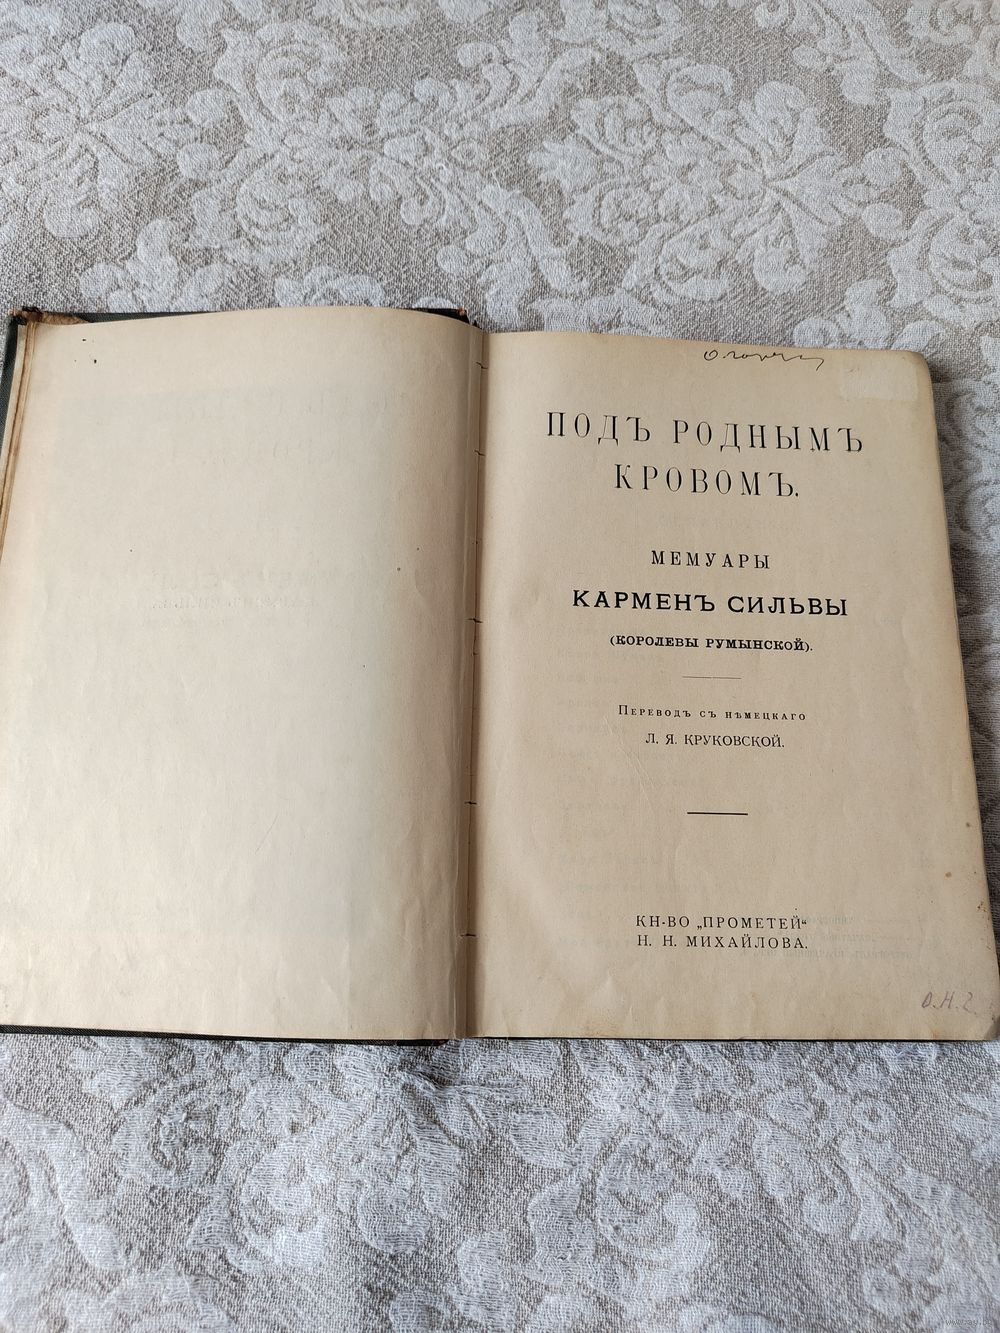 ПОДЪ РОДНЫМЪ
КРОВОМЪ.
МЕМУАРЫ
КАРМЕНЪ СИЛЬВЫ
(КОРОЛЕВЫ РУМЫНСКОЙ).
Переводъ съ нѣмецкаго
Л. Я. КРУКОВСКОЙ.
КН-ВО „ПРОМЕТЕЙ“
Н. Н. МИХАЙЛОВА.